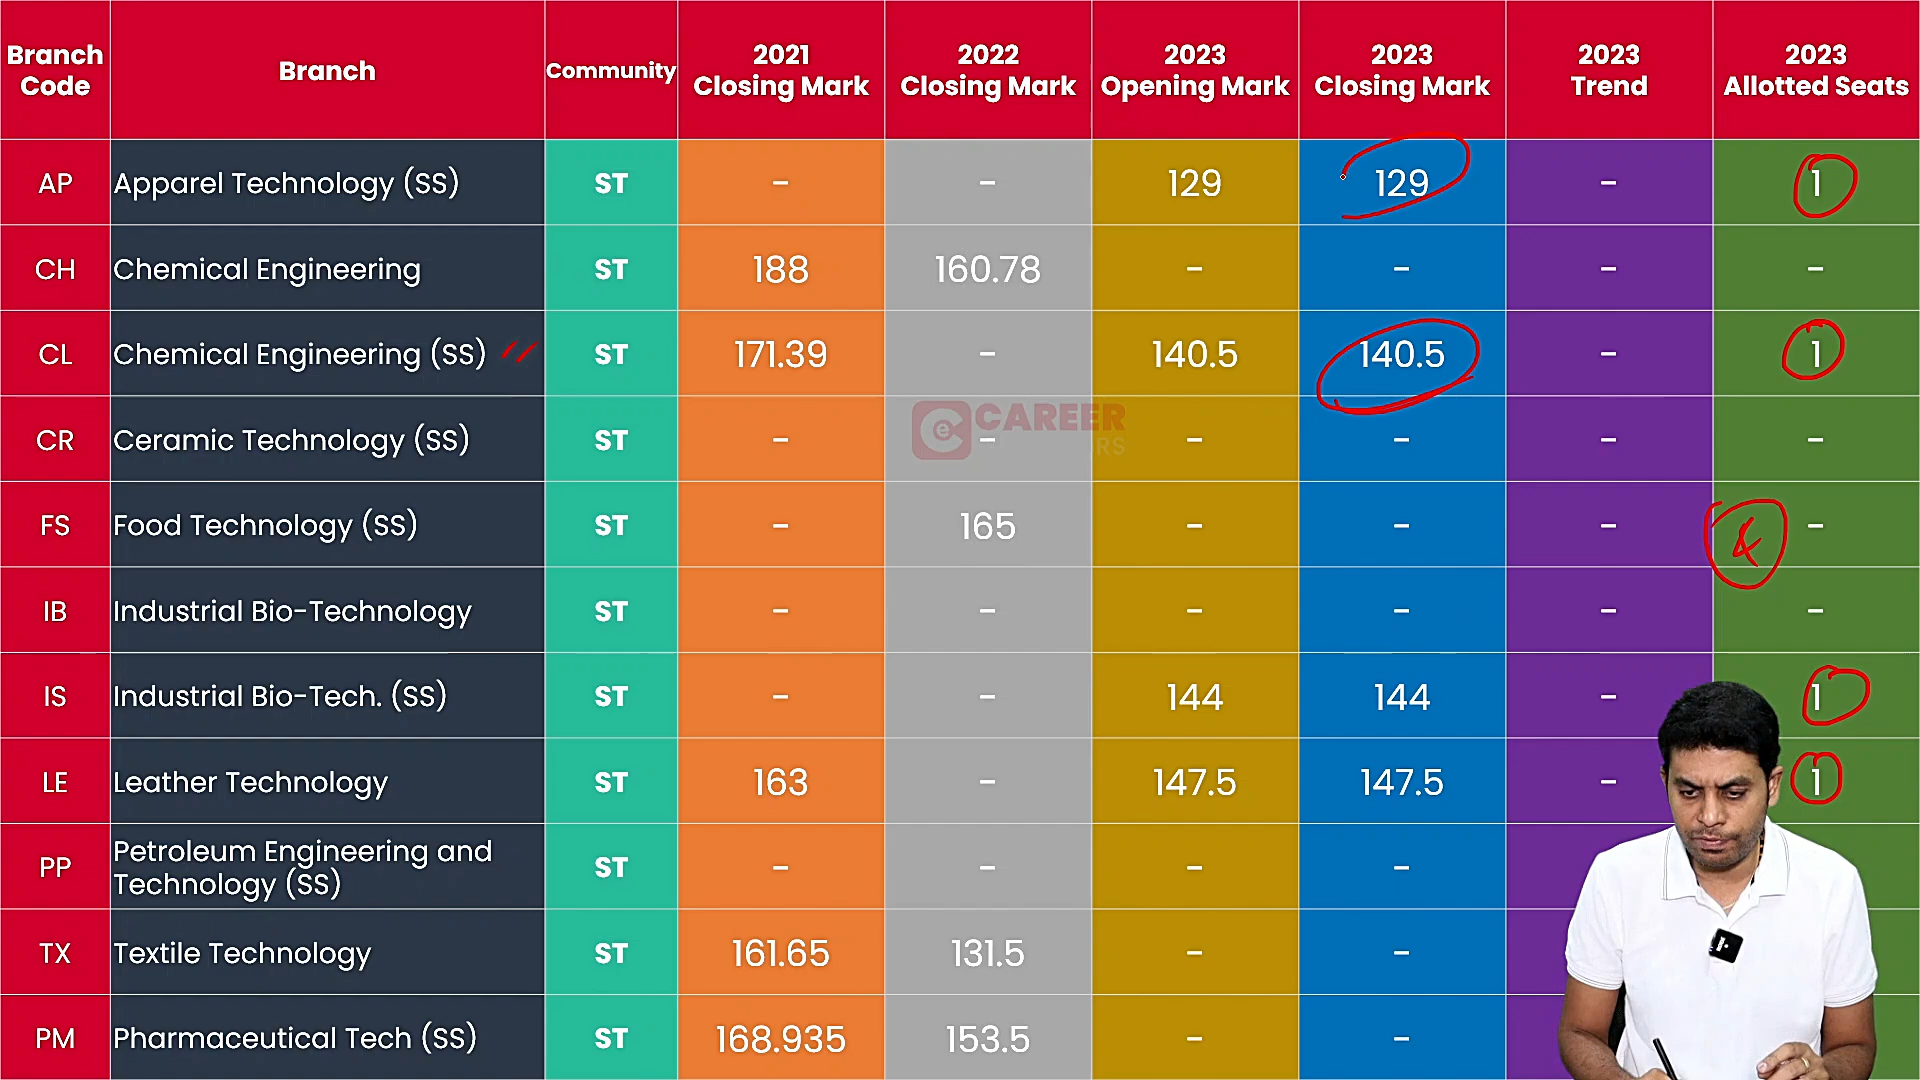 Branch Code Branch Community 2021 Closing Mark 2022 Closing Mark 2023 Opening Mark 2023 Closing Mark 2023 Trend 2023 Allotted Seats
AP Apparel Technology (SS) ST - - 129 129 - 1
CH Chemical Engineering ST 188 160.78 - - - -
CL Chemical Engineering (SS) ST 171.39 - 140.5 140.5 - 1
CAREER
CR Ceramic Technology (SS) ST - - - - - -
RS
FS Food Technology (SS) ST - 165 - - - -
IB Industrial Bio-Technology ST - - - - - -
IS Industrial Bio-Tech. (SS) ST - - 144 144 - 1
LE Leather Technology ST 163 - 147.5 147.5 - 1
PP Petroleum Engineering and Technology (SS) ST - - - -
TX Textile Technology ST 161.65 131.5 - -
PM Pharmaceutical Tech (SS) ST 168.935 153.5 - -